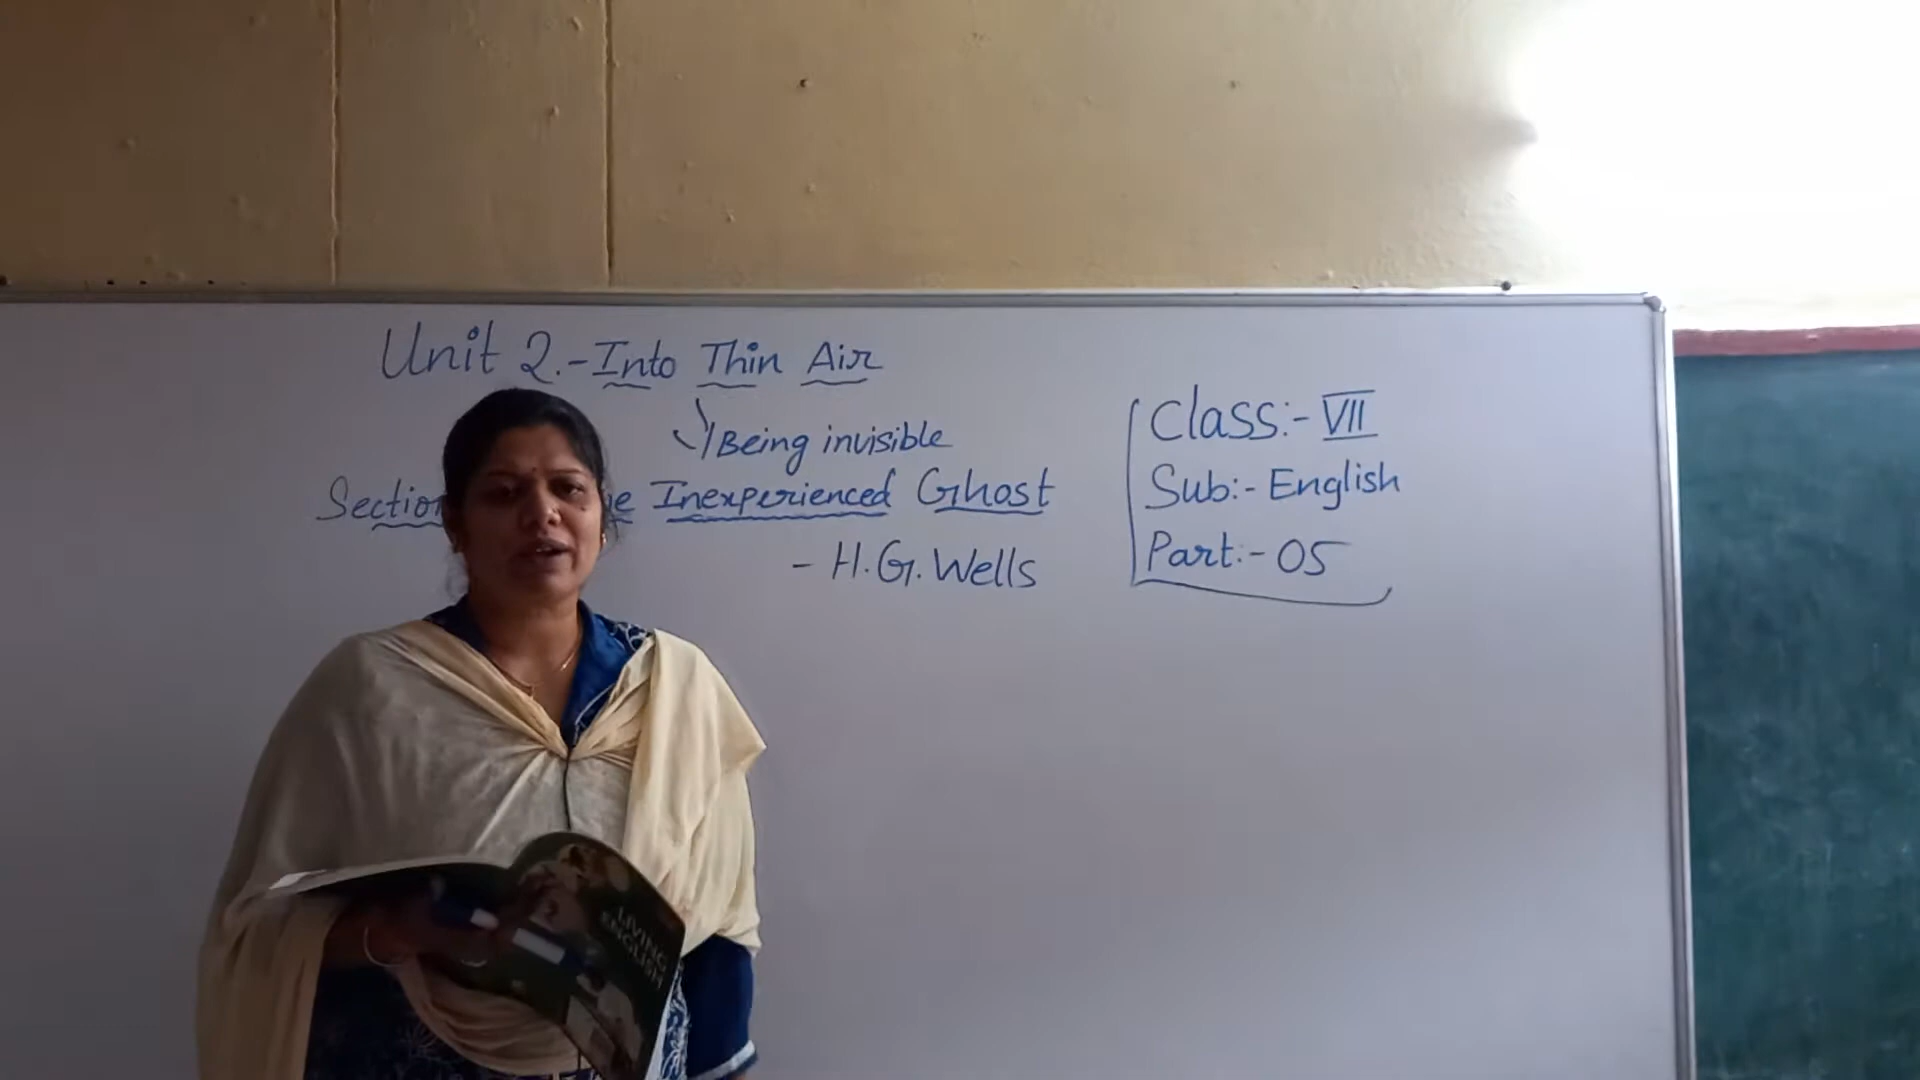 Unit 2.-Into Thin Air
Being invisible
Section Inexperienced Ghost
- H.G.Wells
Class:- VII
Sub:- English
Part:- 05
LIVING
ENGLISH